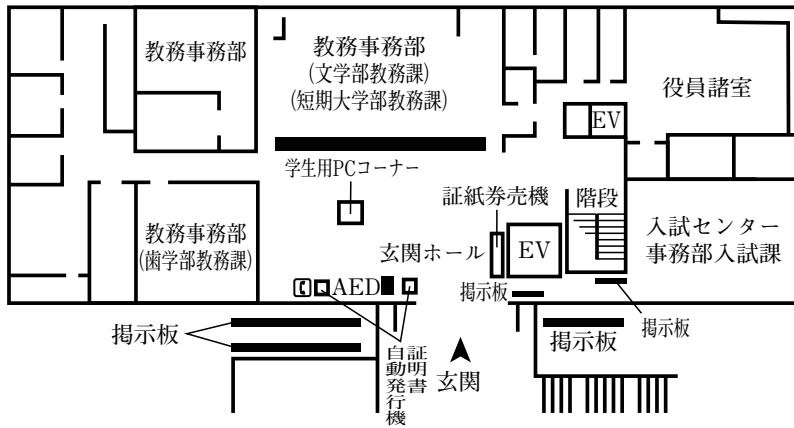 教務事務部
教務事務部
(文学部教務課)
(短期大学部教務課)
役員諸室
EV
学生用PCコーナー
証紙券売機
階段
教務事務部
(歯学部教務課)
玄関ホール
EV
入試センター
事務部入試課
AED
掲示板
掲示板
掲示板
掲示板
証明書
自動発行機
玄関